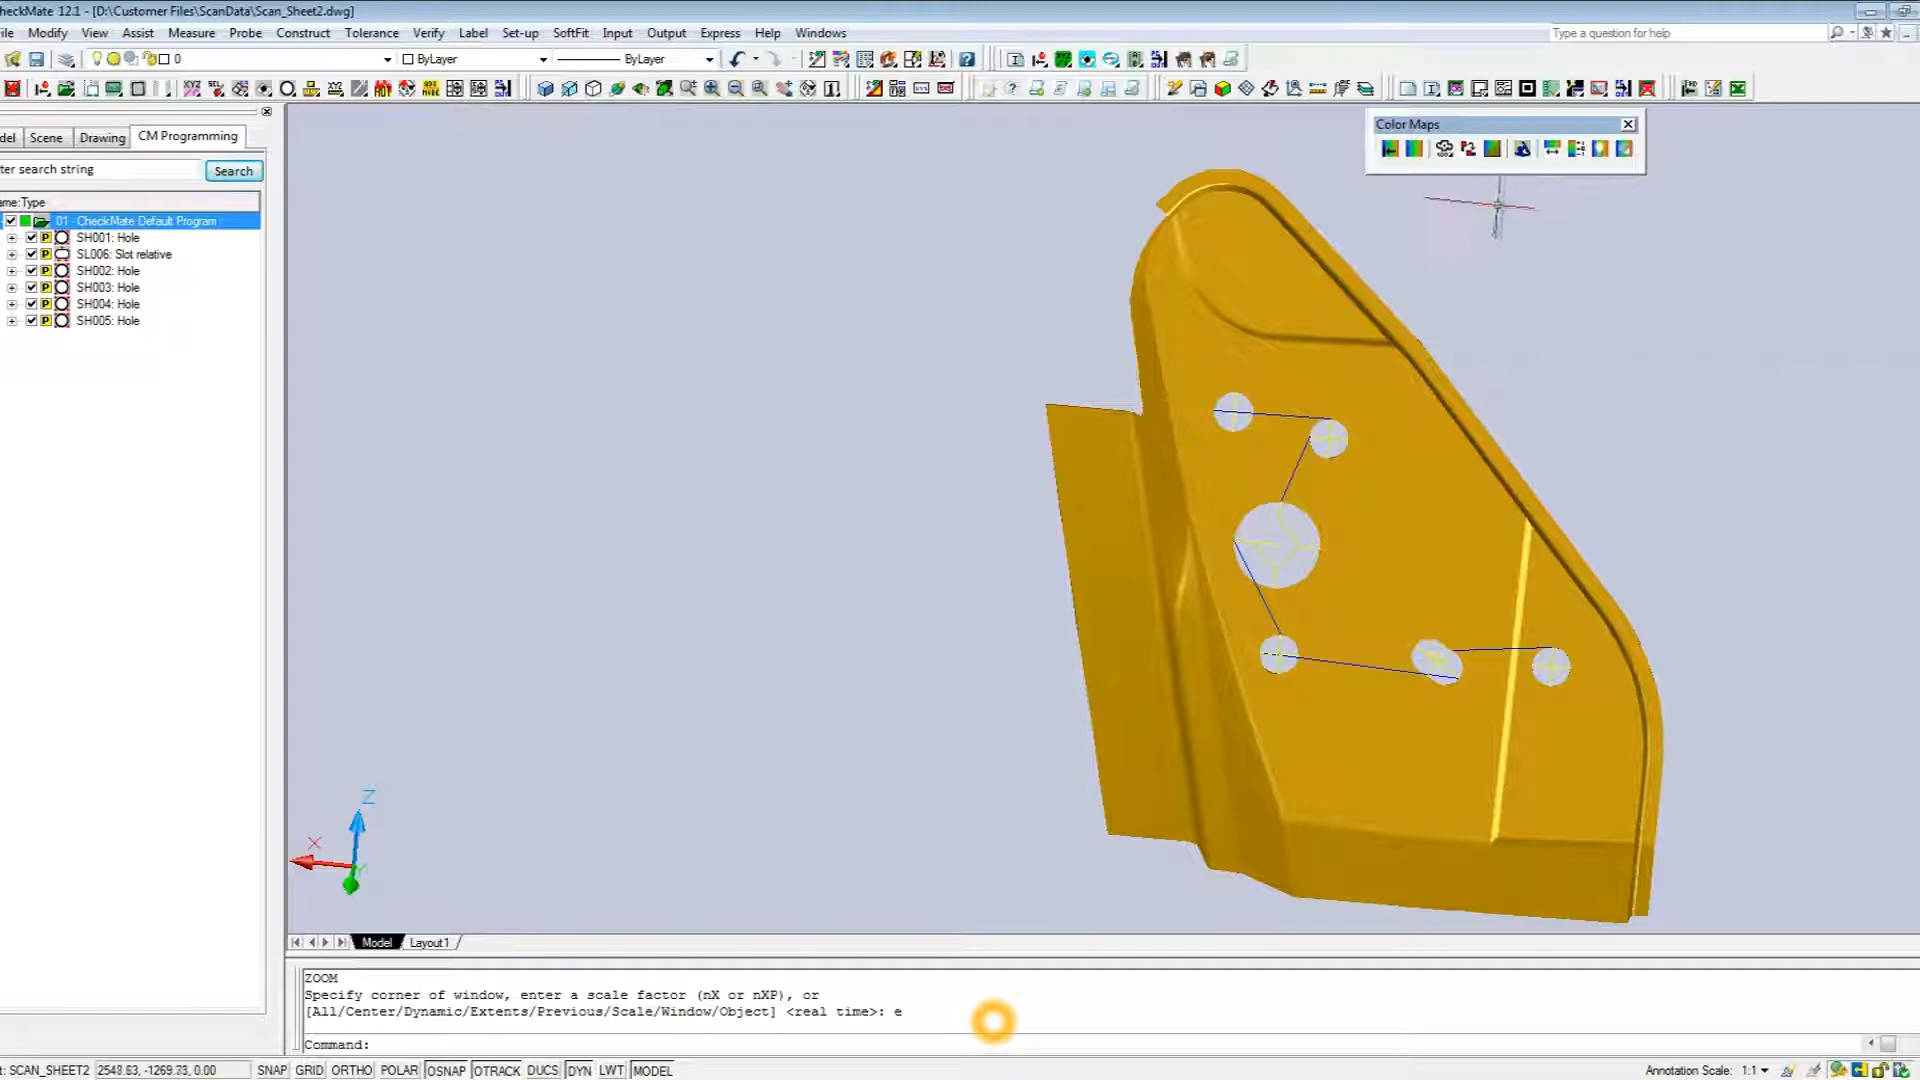 CheckMate 12.1 - [D:\Customer Files\ScanData\Scan_Sheet2.dwg]
ile Modify View Assist Measure Probe Construct Tolerance Verify Label Set-up SoftFit Input Output Express Help Windows
Type a question for help
0 ByLayer ByLayer
Color Maps
del Scene Drawing CM Programming
ter search string Search
ame:Type
01 - CheckMate Default Program
P SH001: Hole
P SL006: Slot relative
P SH002: Hole
P SH003: Hole
P SH004: Hole
P SH005: Hole
Z
X
Model Layout1
ZOOM
Specify corner of window, enter a scale factor (nX or nXP), or
[All/Center/Dynamic/Extents/Previous/Scale/Window/Object] <real time>: e
Command:
t: SCAN_SHEET2 2548.63, -1269.73, 0.00 SNAP GRID ORTHO POLAR OSNAP OTRACK DUCS DYN LWT MODEL
Annotation Scale: 1:1